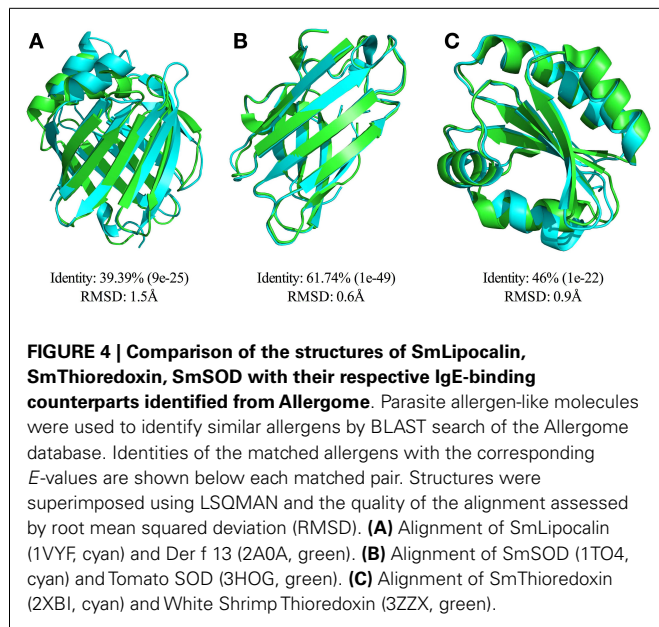 A B C
Identity: 39.39% (9e-25) Identity: 61.74% (1e-49) Identity: 46% (1e-22)
RMSD: 1.5Å RMSD: 0.6Å RMSD: 0.9Å
FIGURE 4 | Comparison of the structures of SmLipocalin,
SmThioredoxin, SmSOD with their respective IgE-binding
counterparts identified from Allergome. Parasite allergen-like molecules
were used to identify similar allergens by BLAST search of the Allergome
database. Identities of the matched allergens with the corresponding
E-values are shown below each matched pair. Structures were
superimposed using LSQMAN and the quality of the alignment assessed
by root mean squared deviation (RMSD). (A) Alignment of SmLipocalin
(1VYF, cyan) and Der f 13 (2A0A, green). (B) Alignment of SmSOD (1TO4,
cyan) and Tomato SOD (3HOG, green). (C) Alignment of SmThioredoxin
(2XBI, cyan) and White Shrimp Thioredoxin (3ZZX, green).